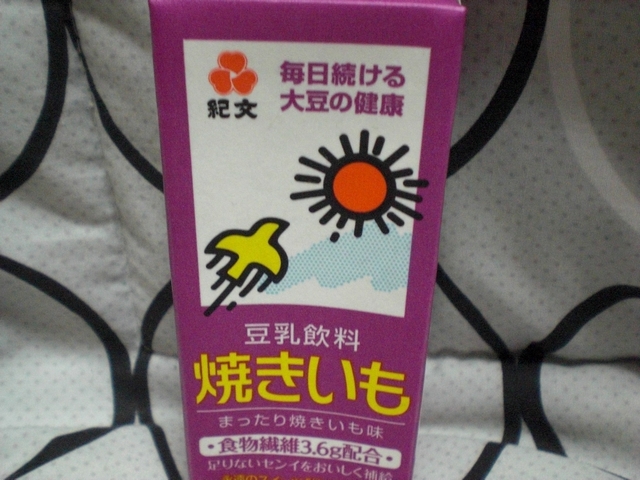 紀文
毎日続ける
大豆の健康
豆乳飲料
焼きいも
まったり焼きいも味
・食物繊維3.6g配合・
足りないセンイをおいしく補給